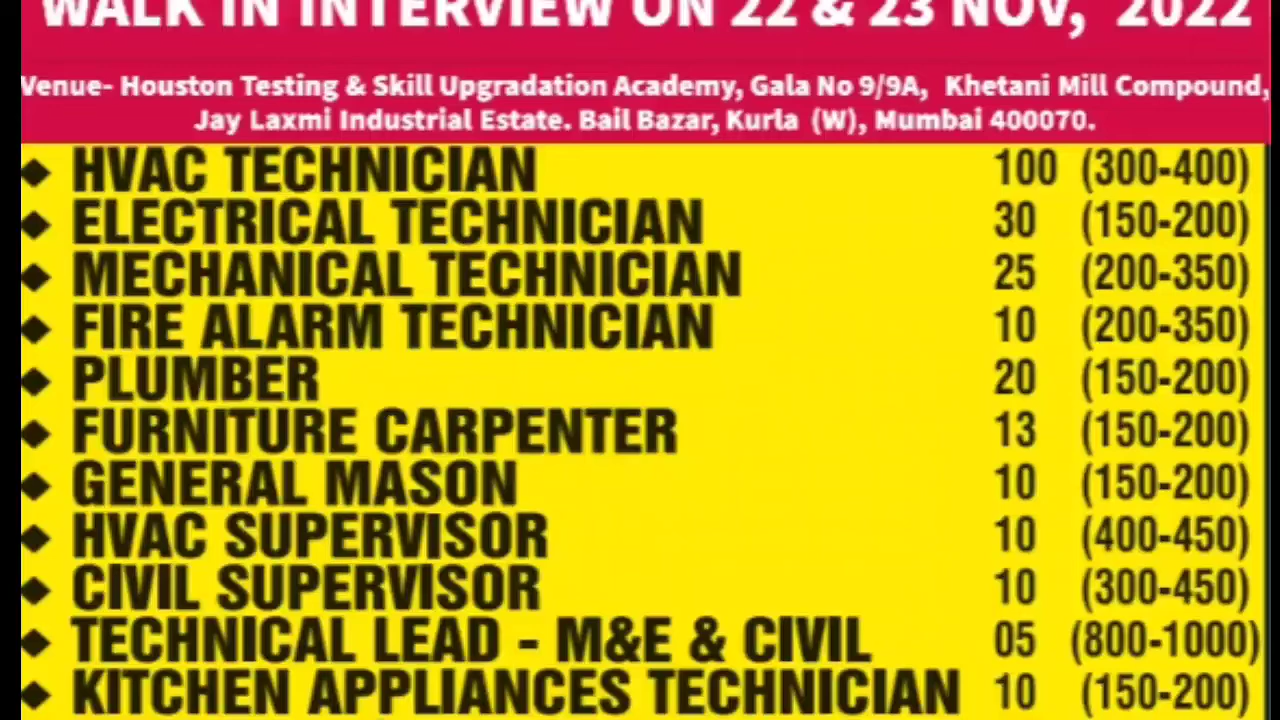 WALK IN INTERVIEW ON 22 & 23 NOV, 2022
Venue- Houston Testing & Skill Upgradation Academy, Gala No 9/9A, Khetani Mill Compound,
Jay Laxmi Industrial Estate. Bail Bazar, Kurla (W), Mumbai 400070.
◆ HVAC TECHNICIAN 100 (300-400)
◆ ELECTRICAL TECHNICIAN 30 (150-200)
◆ MECHANICAL TECHNICIAN 25 (200-350)
◆ FIRE ALARM TECHNICIAN 10 (200-350)
◆ PLUMBER 20 (150-200)
◆ FURNITURE CARPENTER 13 (150-200)
◆ GENERAL MASON 10 (150-200)
◆ HVAC SUPERVISOR 10 (400-450)
◆ CIVIL SUPERVISOR 10 (300-450)
◆ TECHNICAL LEAD - M&E & CIVIL 05 (800-1000)
◆ KITCHEN APPLIANCES TECHNICIAN 10 (150-200)